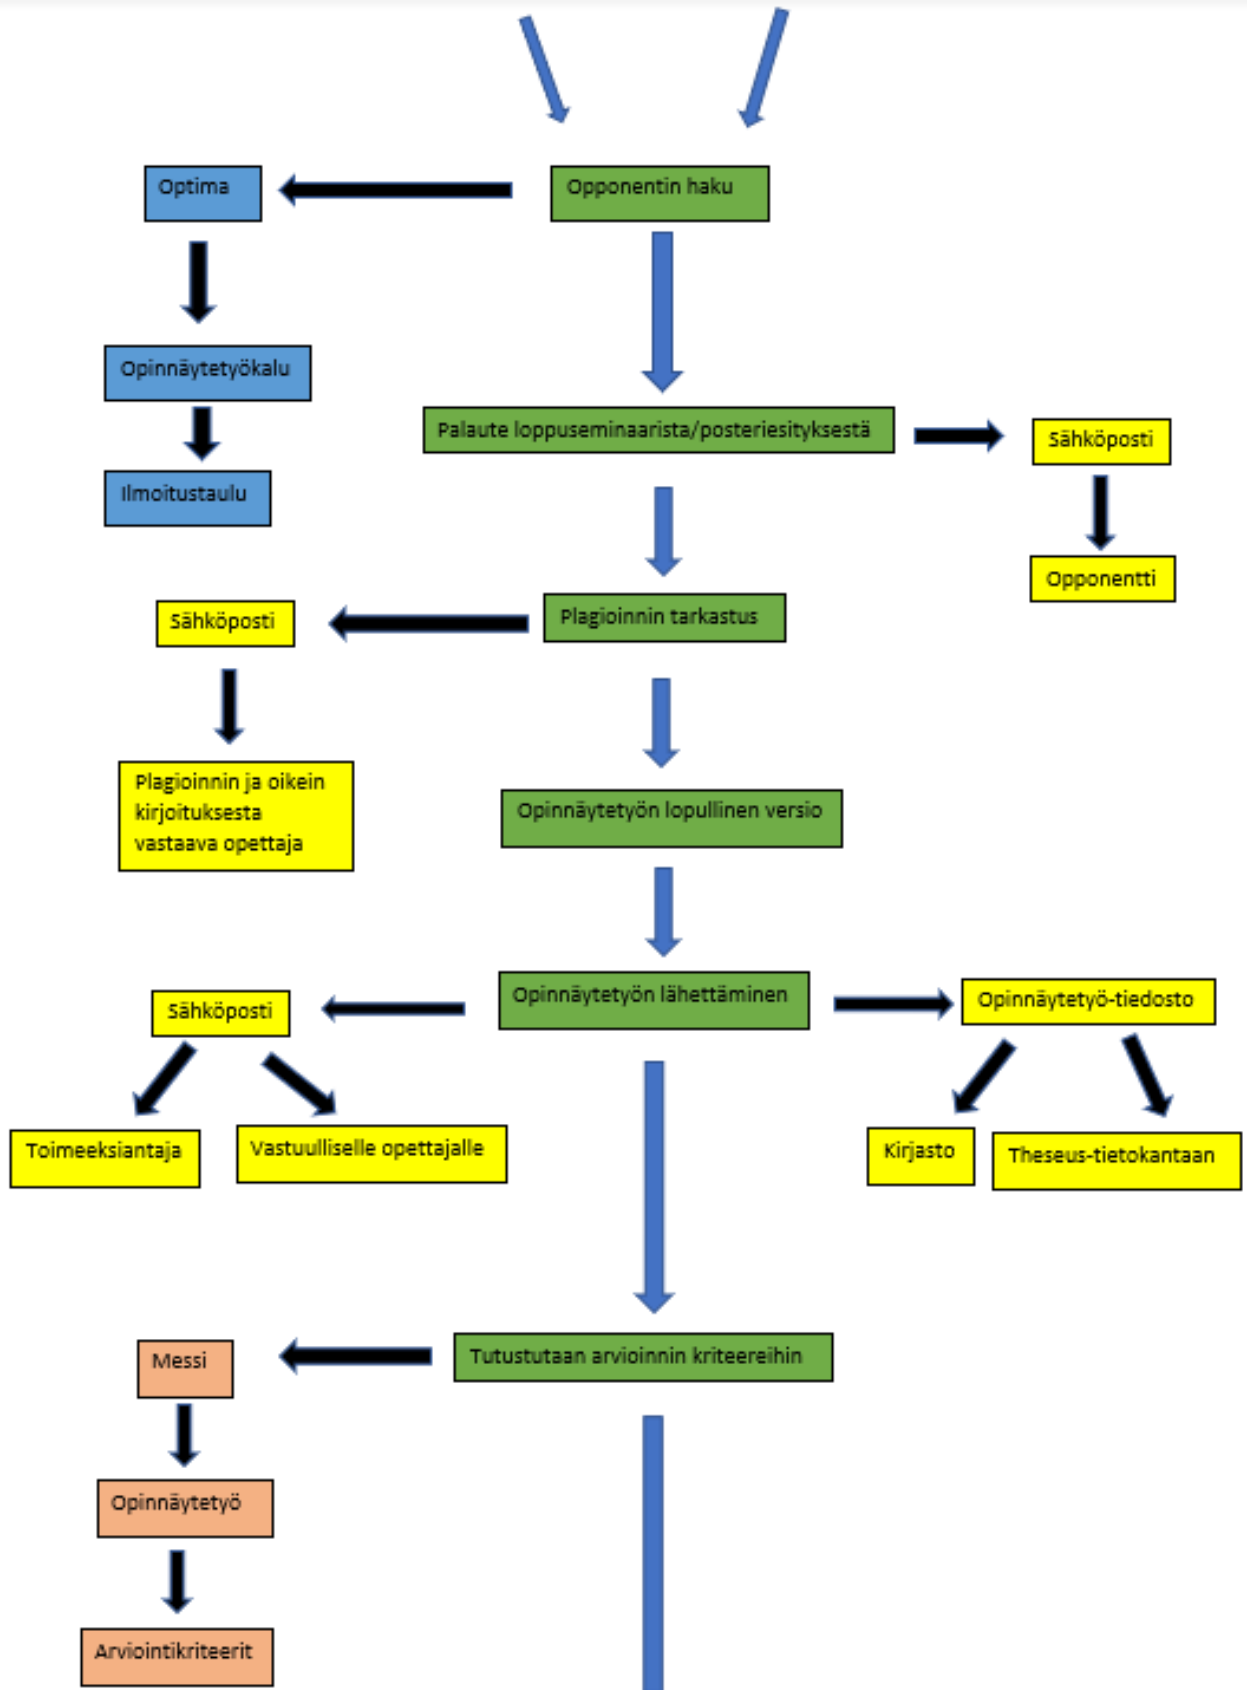 Optima
Opponentin haku
Opinnäytetyökalu
Palaute loppuseminaarista/posteriesityksestä
Sähköposti
Ilmoitustaulu
Opponentti
Sähköposti
Plagioinnin tarkastus
Plagioinnin ja oikein
kirjoituksesta
vastaava opettaja
Opinnäytetyön lopullinen versio
Sähköposti
Opinnäytetyön lähettäminen
Opinnäytetyö-tiedosto
Toimeeksiantaja
Vastuulliselle opettajalle
Kirjasto
Theseus-tietokantaan
Messi
Tutustutaan arvioinnin kriteereihin
Opinnäytetyö
Arviointikriteerit